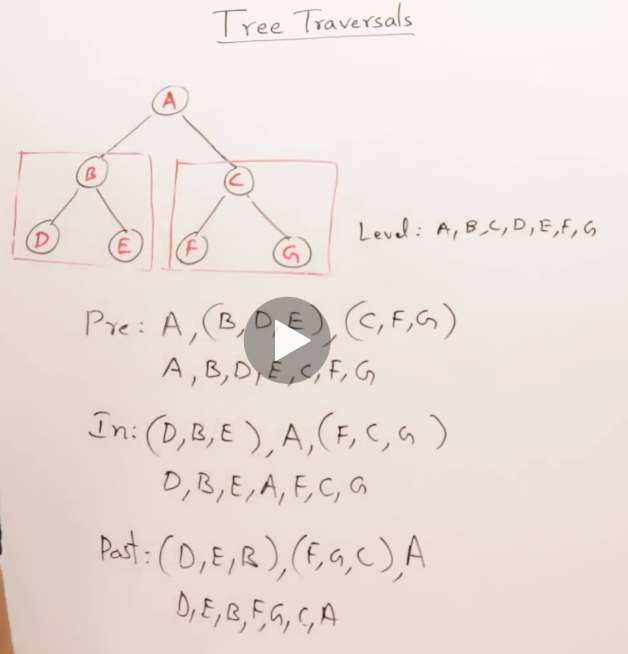 Tree Traversals
A
B
C
D
E
F
G
Level: A, B, C, D, E, F, G
Pre: A, (B, D, E), (C, F, G)
A, B, D, E, C, F, G
In: (D, B, E), A, (F, C, G)
D, B, E, A, F, C, G
Post: (D, E, B), (F, G, C), A
D, E, B, F, G, C, A